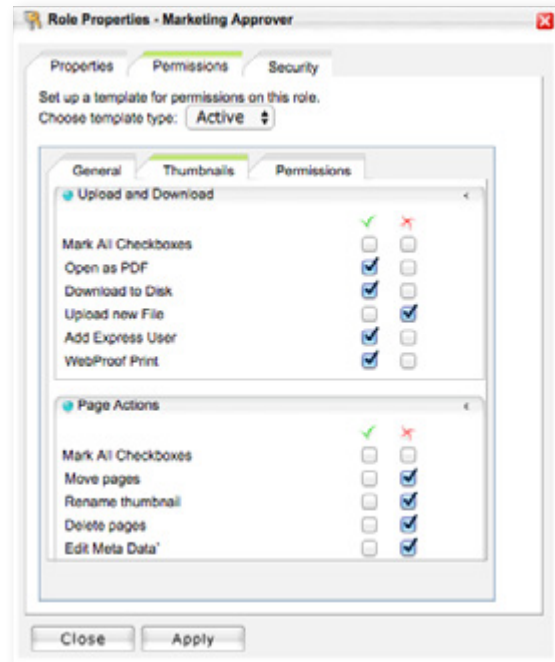 Role Properties - Marketing Approver
Properties Permissions Security
Set up a template for permissions on this role.
Choose template type: Active
General Thumbnails Permissions
Upload and Download
Mark All Checkboxes
Open as PDF
Download to Disk
Upload new File
Add Express User
WebProof Print
Page Actions
Mark All Checkboxes
Move pages
Rename thumbnail
Delete pages
Edit Meta Data'
Close Apply